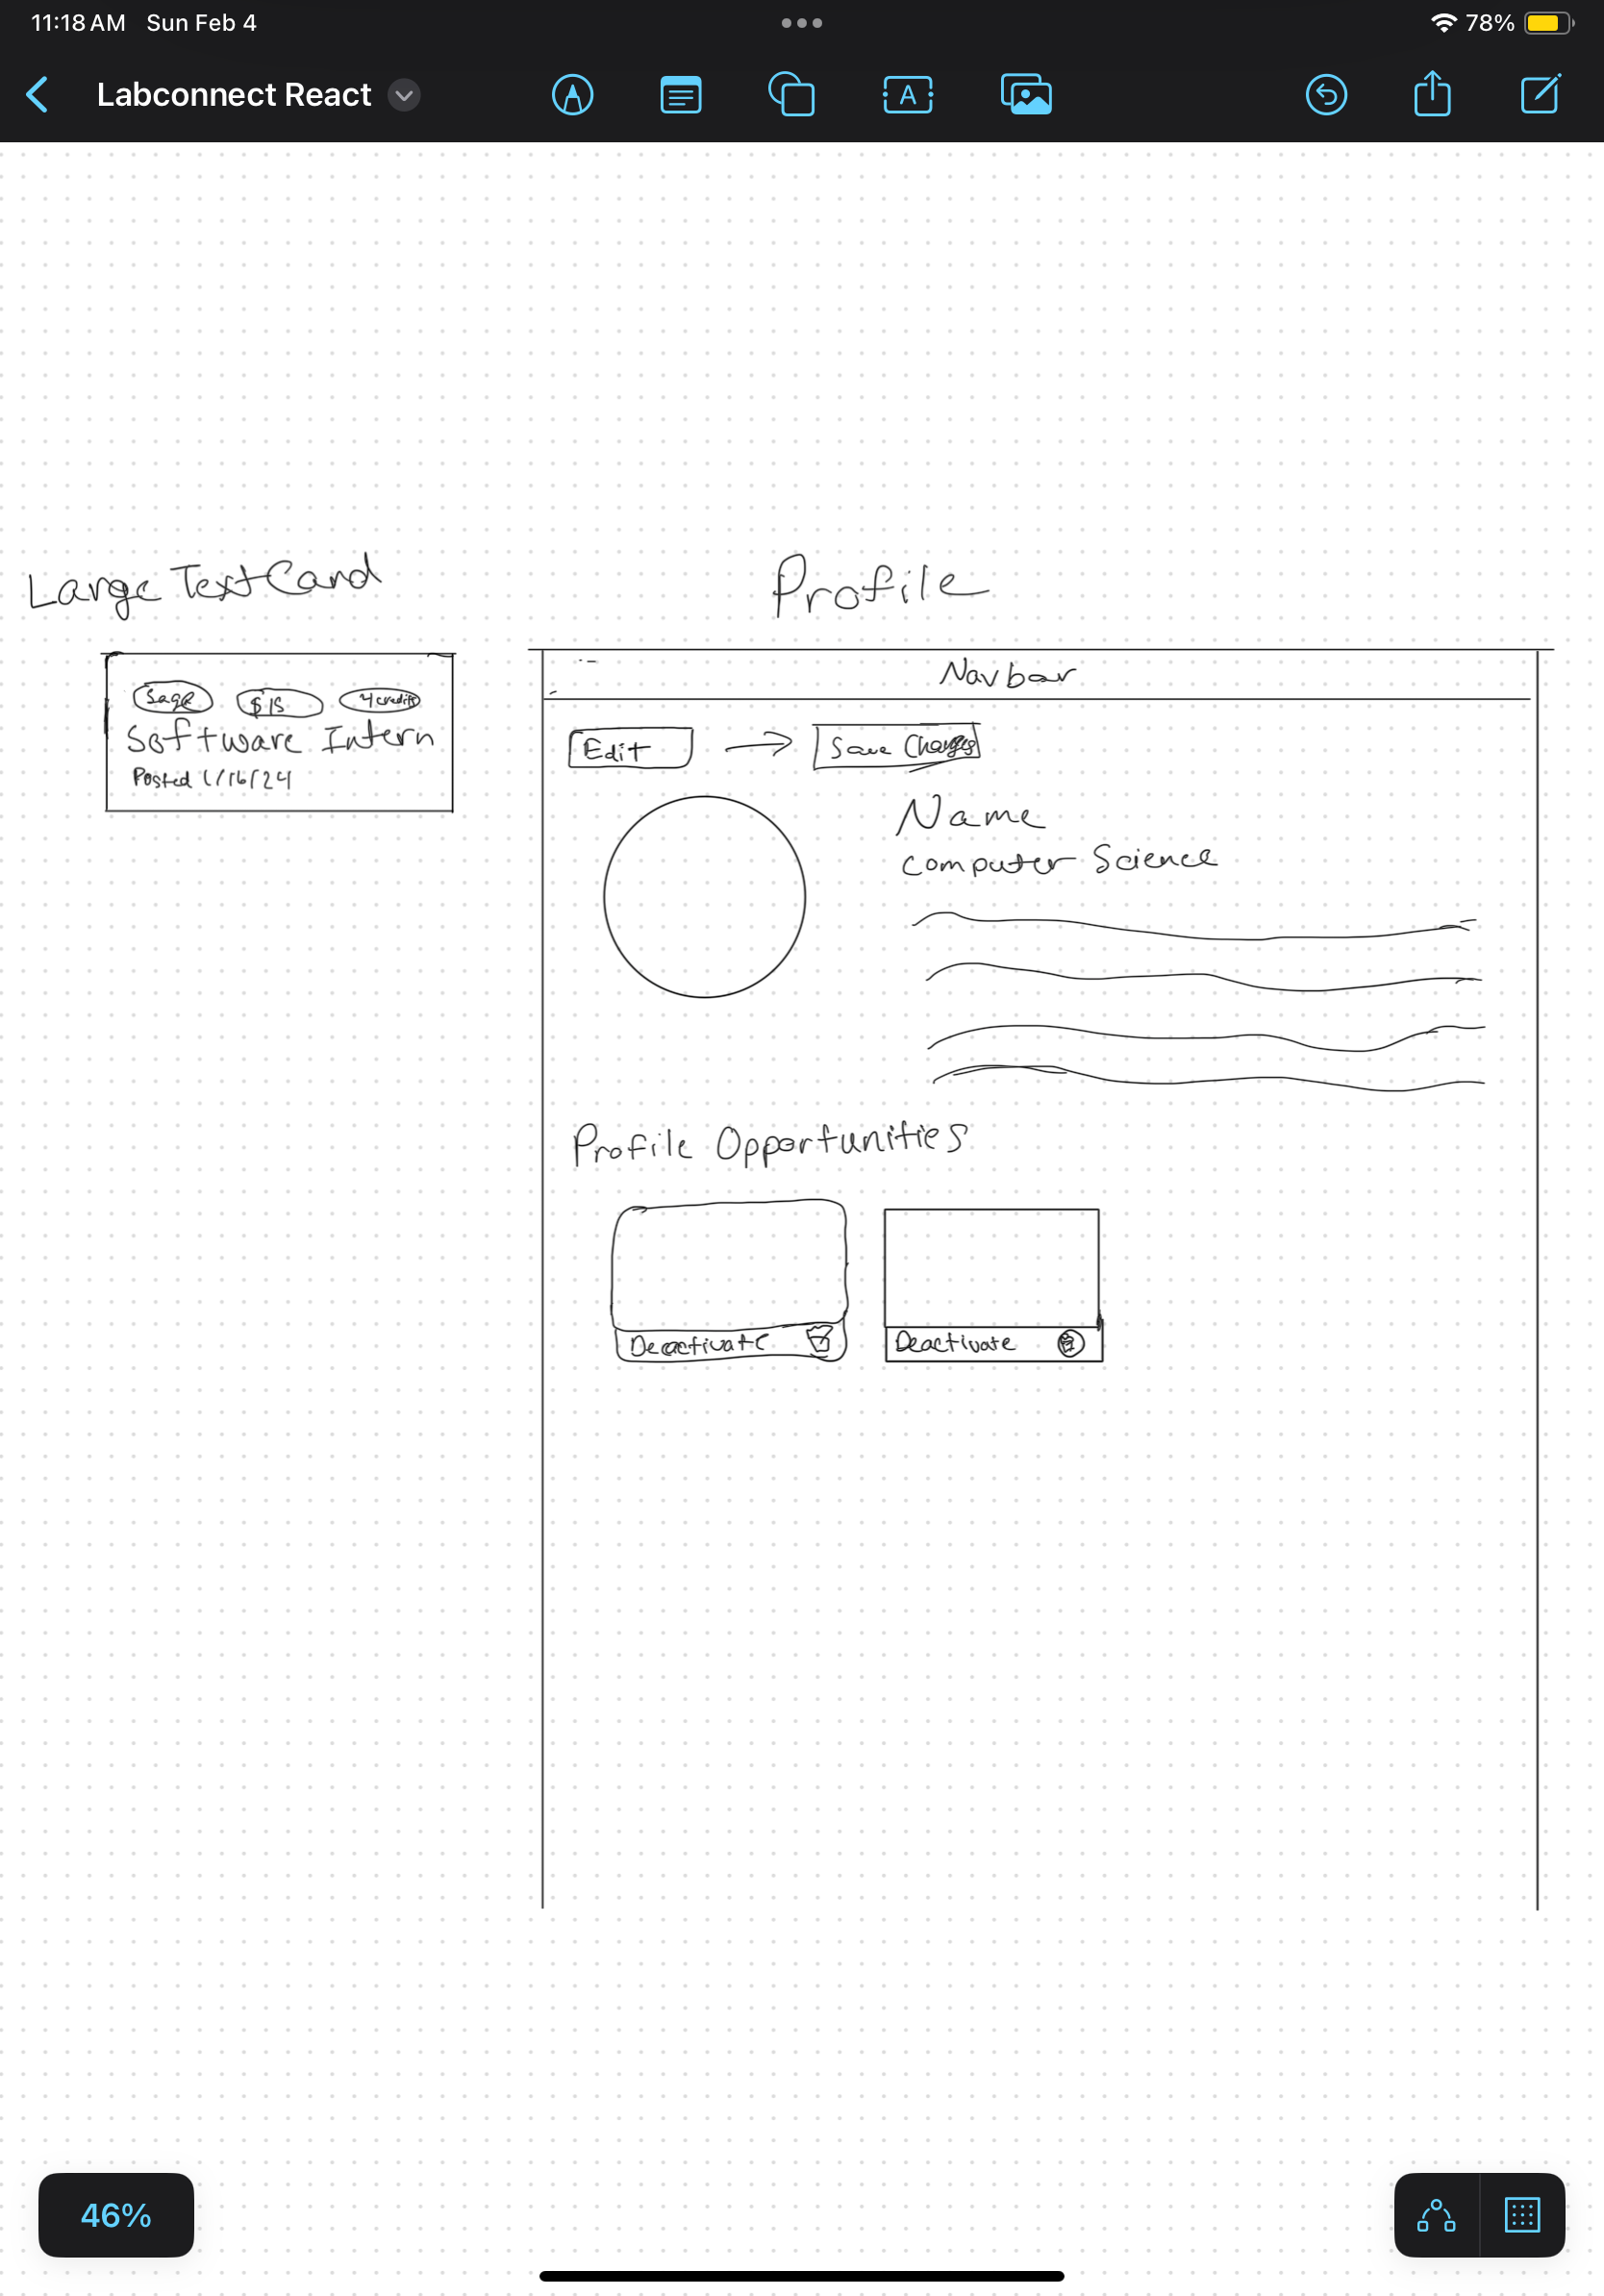 11:18 AM Sun Feb 4
78%
Labconnect React
A
Large Text Card
Sage $15 4 credits
Software Intern
Posted 1/16/24
Profile
Navbar
Edit → Save Changes
Name
Computer Science
Profile Opportunities
Deactivate
Deactivate
46%